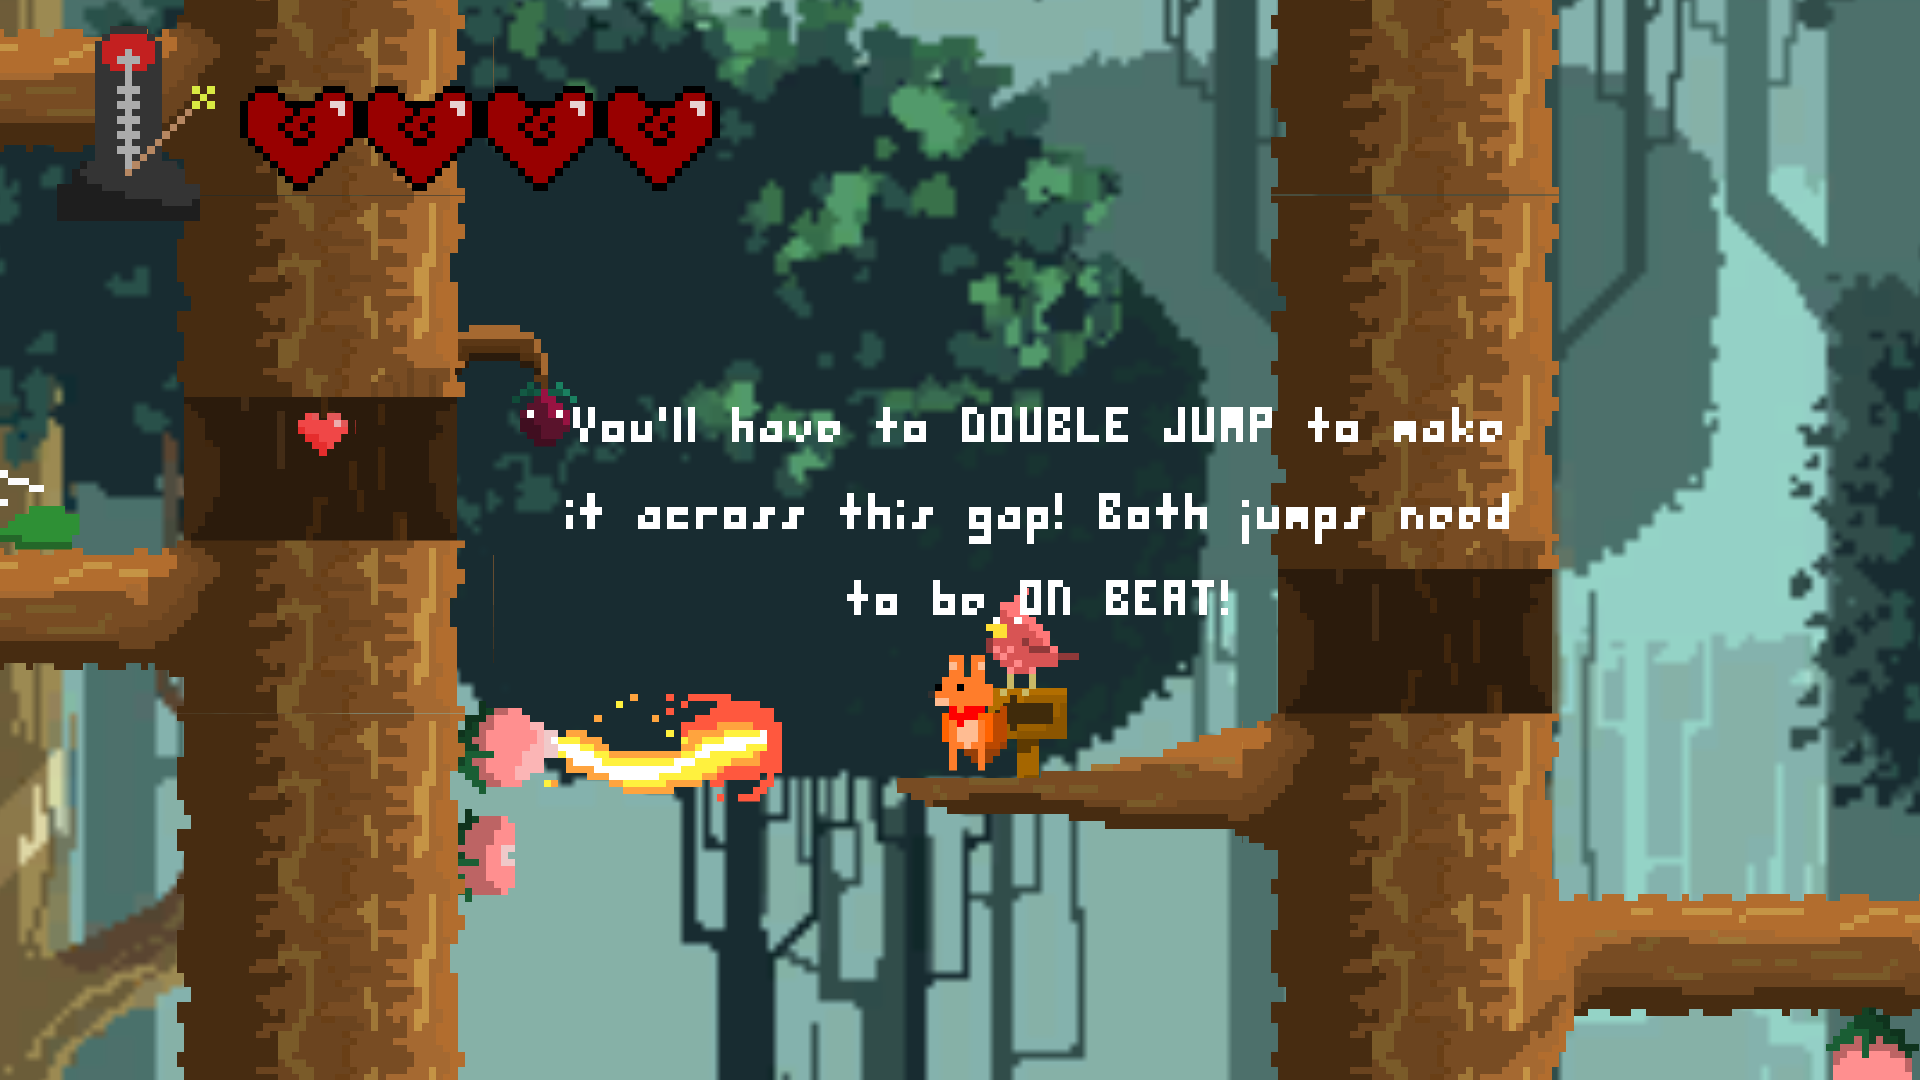 You'll have to DOUBLE JUMP to make
it across this gap! Both jumps need
to be ON BEAT!